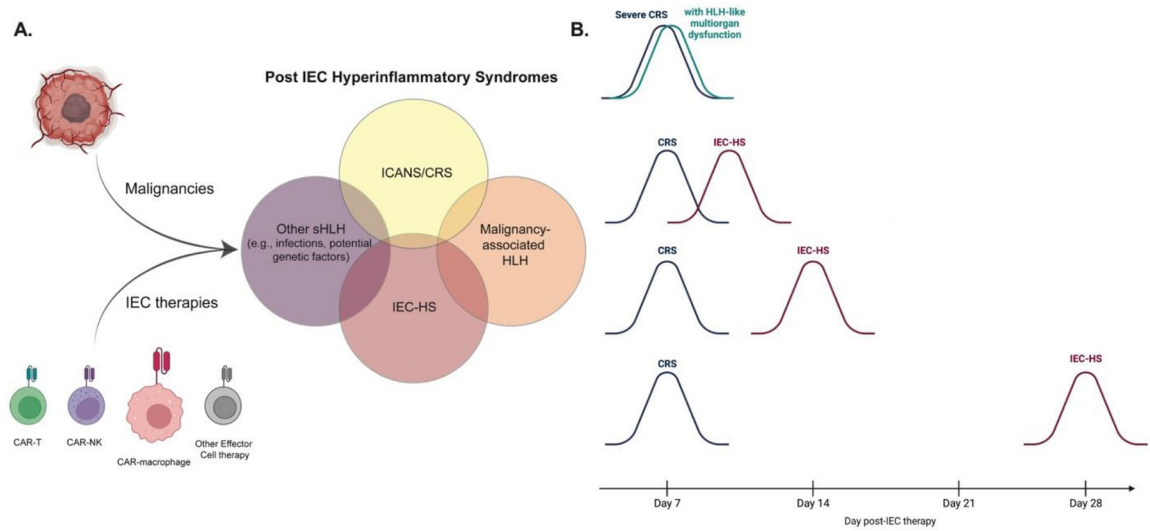 A.
Post IEC Hyperinflammatory Syndromes
Malignancies
IEC therapies
ICANS/CRS
Other sHLH
(e.g., infections, potential
genetic factors)
Malignancy-
associated
HLH
IEC-HS
CAR-T
CAR-NK
CAR-macrophage
Other Effector
Cell therapy
B.
Severe CRS
with HLH-like
multiorgan
dysfunction
CRS
IEC-HS
CRS
IEC-HS
CRS
IEC-HS
Day 7
Day 14
Day 21
Day 28
Day post-IEC therapy